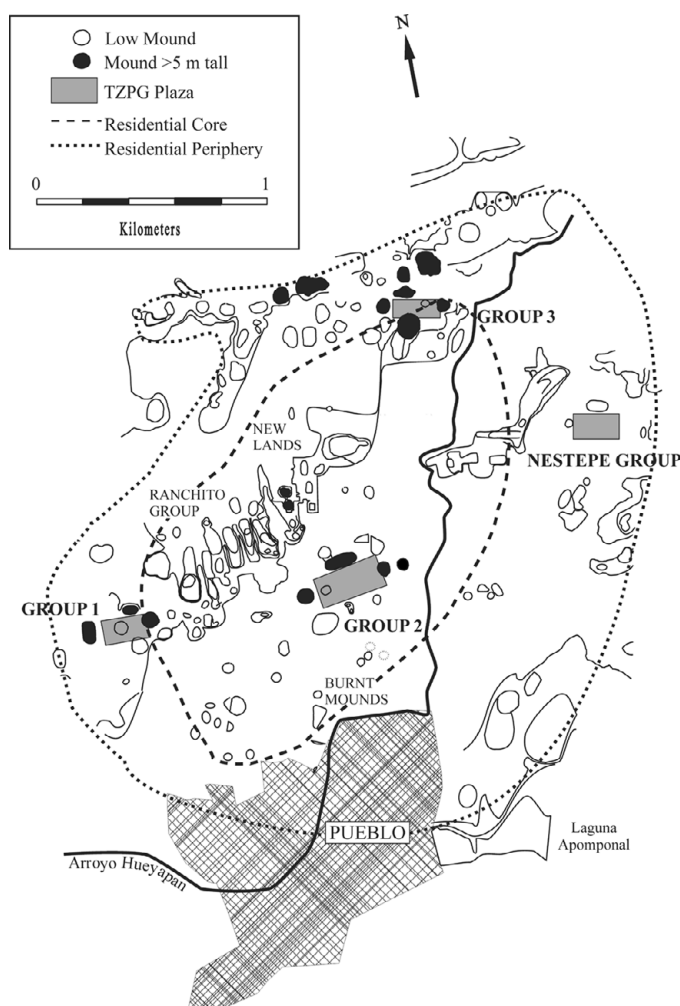 N
Low Mound
Mound >5 m tall
TZPG Plaza
Residential Core
Residential Periphery
0 1
Kilometers
GROUP 3
NEW
LANDS
NESTEPE GROUP
RANCHITO
GROUP
GROUP 1
GROUP 2
BURNT
MOUNDS
PUEBLO
Laguna
Apomponal
Arroyo Hueyapan